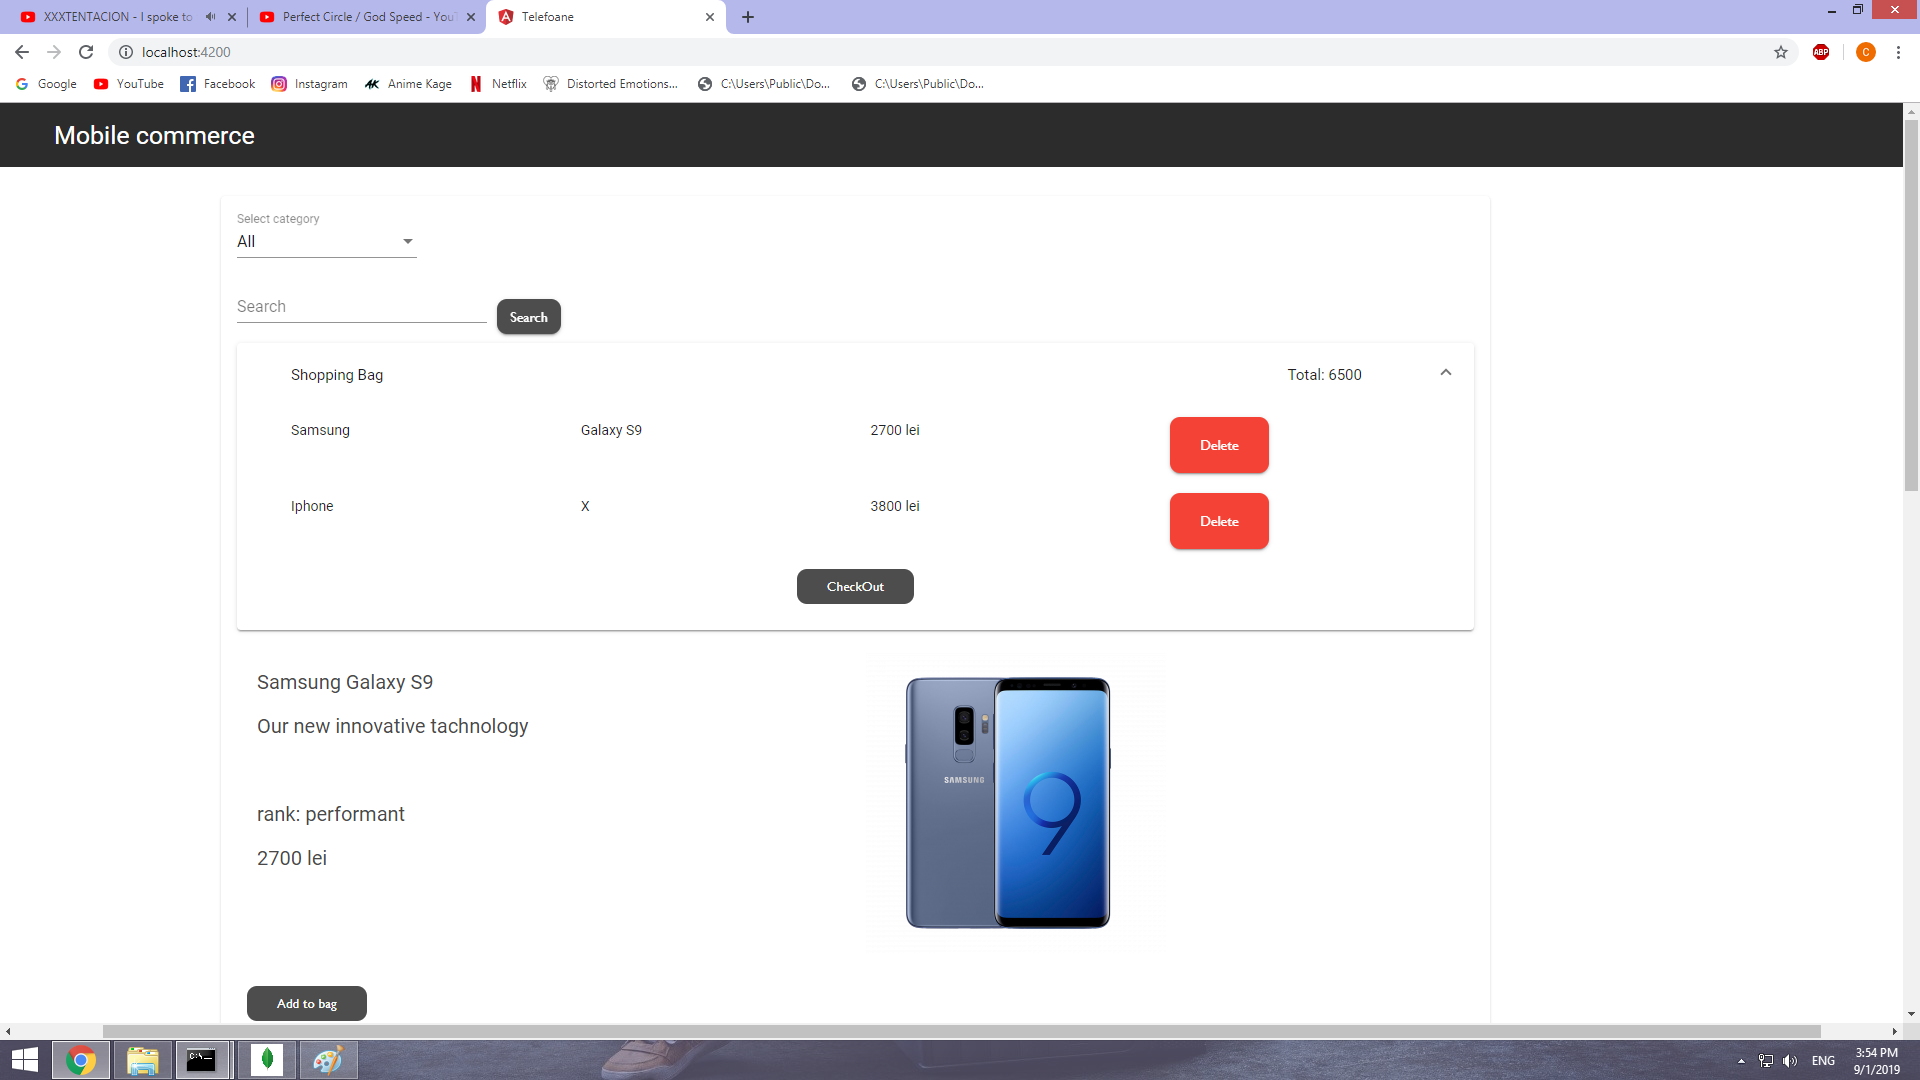 XXXTENTACION - I spoke to
Perfect Circle / God Speed - YouT
Telefoane
localhost:4200
ABP
C
Google
YouTube
Facebook
Instagram
Anime Kage
Netflix
Distorted Emotions...
C:\Users\Public\Do...
C:\Users\Public\Do...
Mobile commerce
Select category
All
Search
Search
Shopping Bag
Total: 6500
Samsung Galaxy S9 2700 lei Delete
Iphone X 3800 lei Delete
CheckOut
Samsung Galaxy S9
Our new innovative tachnology
rank: performant
2700 lei
SAMSUNG
9
Add to bag
C:\.
ENG
3:54 PM
9/1/2019